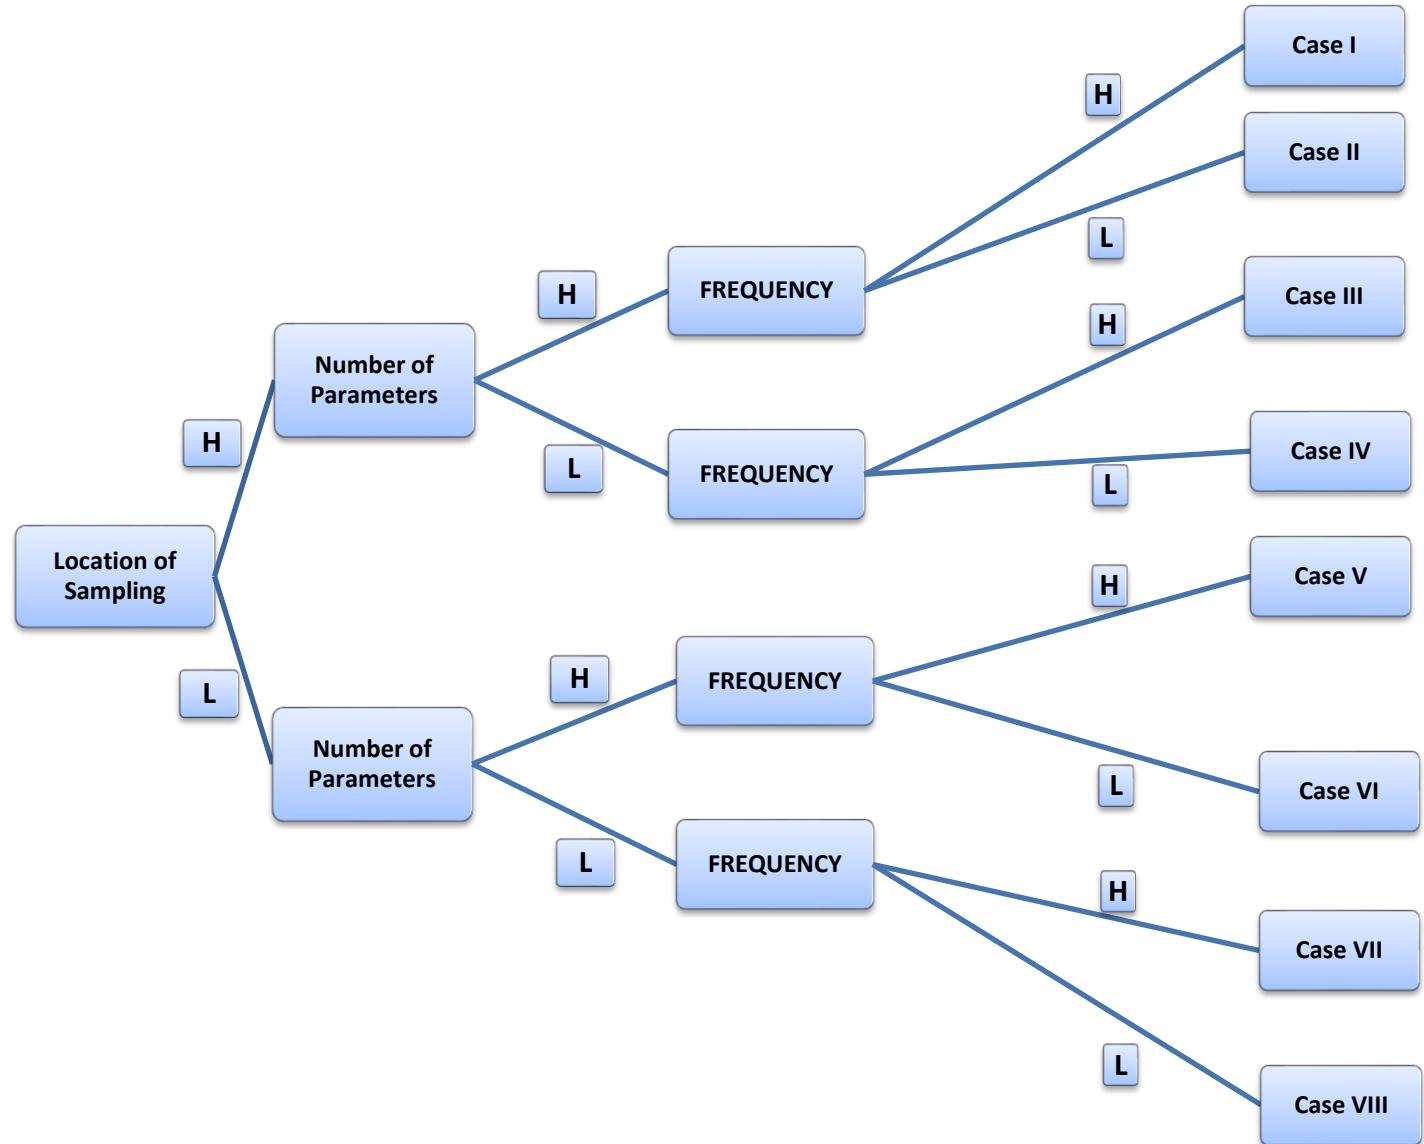 Case I
H
Case II
L
FREQUENCY
H
Case III
H
Number of
Parameters
H
FREQUENCY
L
Case IV
L
Location of
Sampling
Case V
H
H
FREQUENCY
L
Number of
Parameters
Case VI
L
L
FREQUENCY
H
Case VII
L
Case VIII